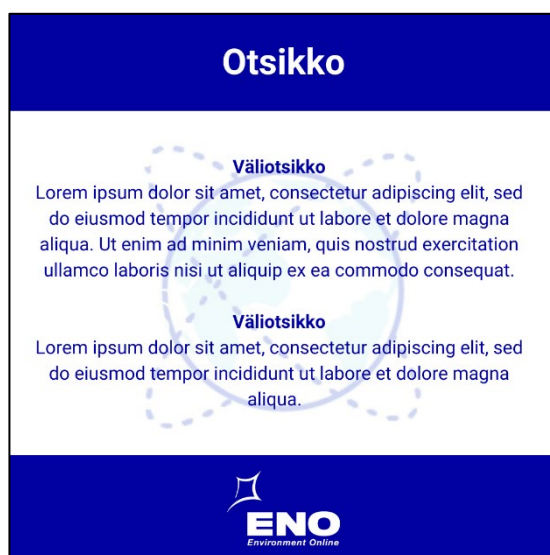 Otsikko
Väliotsikko
Lorem ipsum dolor sit amet, consectetur adipiscing elit, sed
do eiusmod tempor incididunt ut labore et dolore magna
aliqua. Ut enim ad minim veniam, quis nostrud exercitation
ullamco laboris nisi ut aliquip ex ea commodo consequat.
Väliotsikko
Lorem ipsum dolor sit amet, consectetur adipiscing elit, sed
do eiusmod tempor incididunt ut labore et dolore magna
aliqua.
ENO
Environment Online